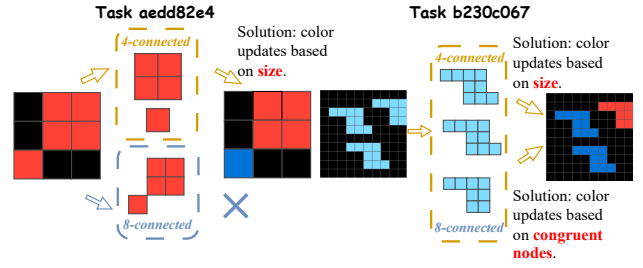 Task aedd82e4
4-connected
8-connected
Solution: color
updates based
on size.
Task b230c067
4-connected
8-connected
Solution: color
updates based
on size.
Solution: color
updates based
on congruent
nodes.